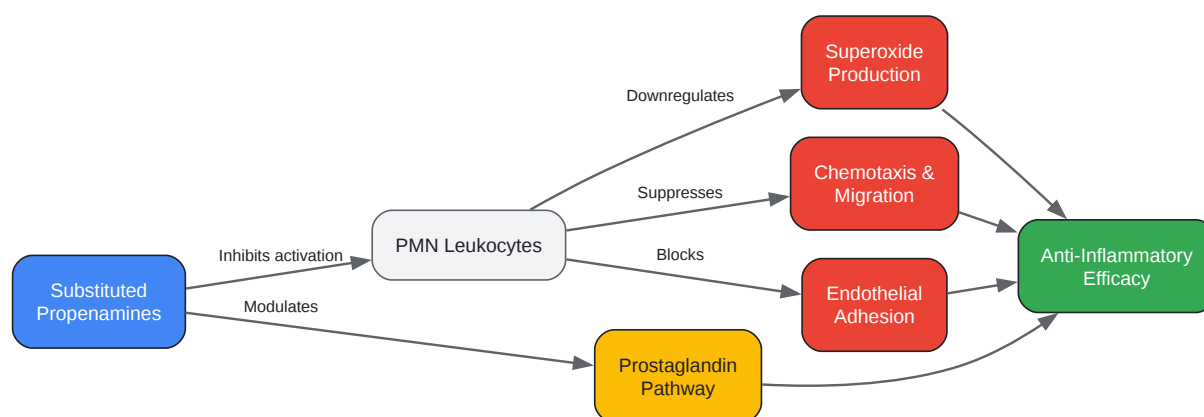 Superoxide
Production
Downregulates
Chemotaxis &
Migration
Suppresses
PMN Leukocytes
Inhibits activation
Blocks
Anti-Inflammatory
Efficacy
Substituted
Propenamines
Modulates
Endothelial
Adhesion
Prostaglandin
Pathway